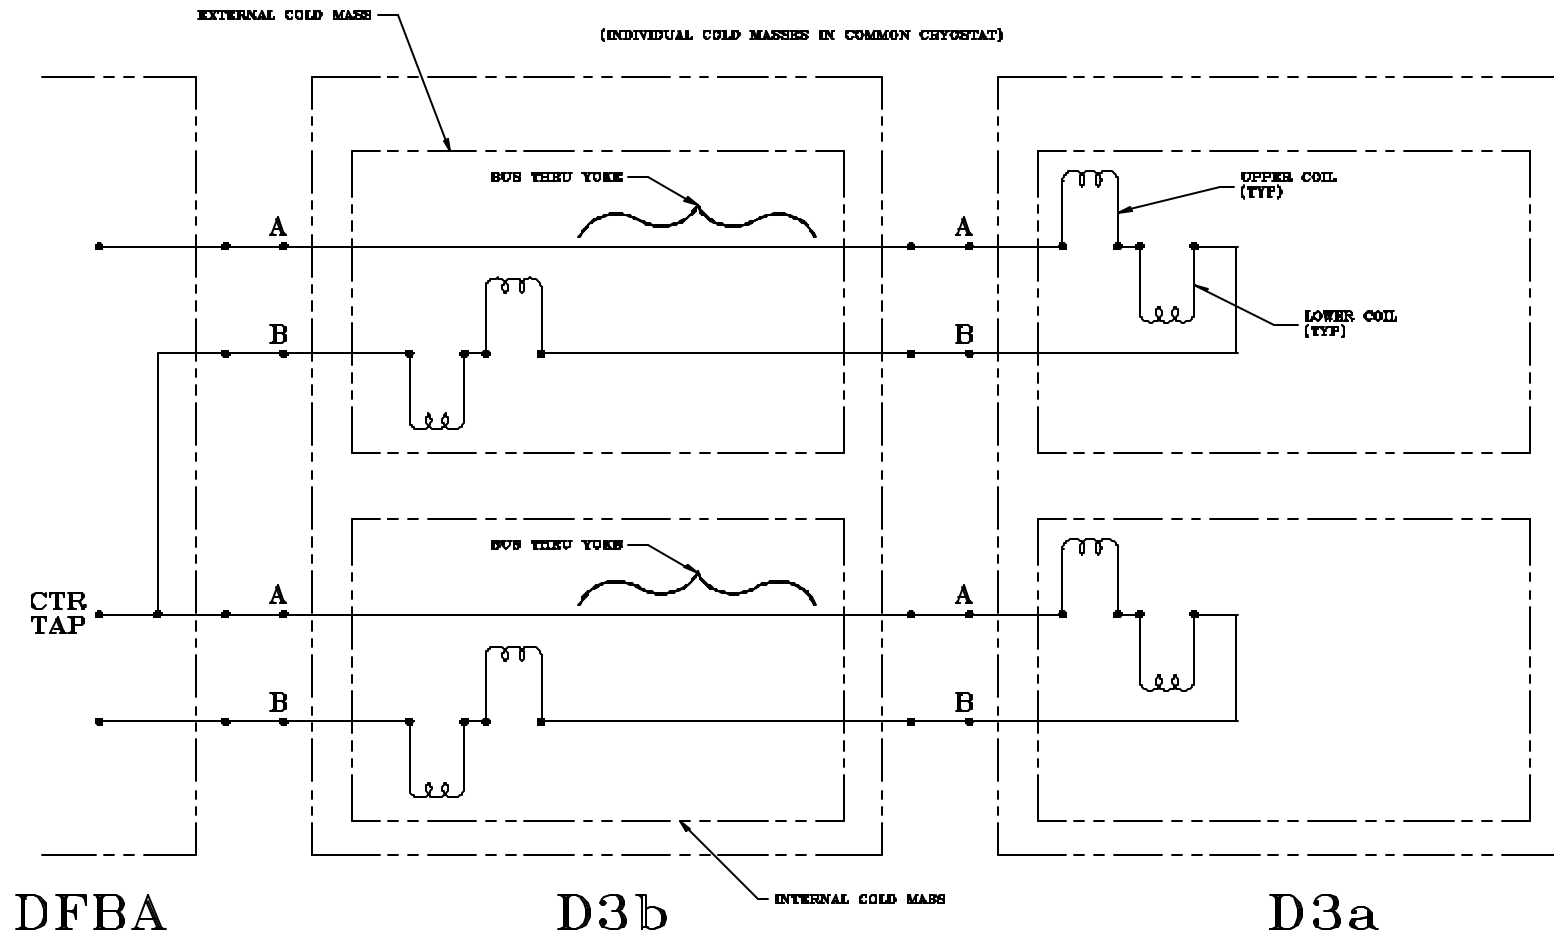 EXTERNAL COLD MASS
(INDIVIDUAL COLD MASSES IN COMMON CRYOSTAT)
BUS THRU YOKE
UPPER COIL
(TYP)
A
A
LOWER COIL
(TYP)
B
B
BUS THRU YOKE
CTR
TAP
A
A
B
B
INTERNAL COLD MASS
DFBA
D3b
D3a